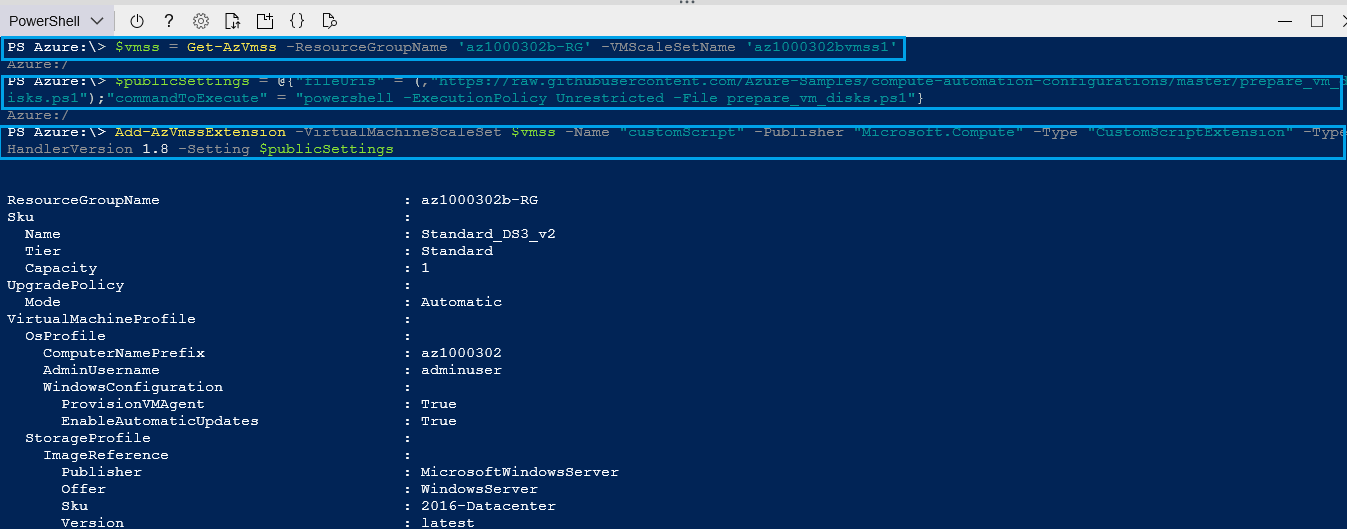 PowerShell
PS Azure:\> $vmss = Get-AzVmss -ResourceGroupName 'az1000302b-RG' -VMScaleSetName 'az1000302bvmss1'
Azure:/
PS Azure:\> $publicSettings = @{"fileUris" = (,"https://raw.githubusercontent.com/Azure-Samples/compute-automation-configurations/master/prepare_vm_d
isks.ps1");"commandToExecute" = "powershell -ExecutionPolicy Unrestricted -File prepare_vm_disks.ps1"}
Azure:/
PS Azure:\> Add-AzVmssExtension -VirtualMachineScaleSet $vmss -Name "customScript" -Publisher "Microsoft.Compute" -Type "CustomScriptExtension" -Type
HandlerVersion 1.8 -Setting $publicSettings
ResourceGroupName : az1000302b-RG
Sku :
Name : Standard_DS3_v2
Tier : Standard
Capacity : 1
UpgradePolicy :
Mode : Automatic
VirtualMachineProfile :
OsProfile :
ComputerNamePrefix : az1000302
AdminUsername : adminuser
WindowsConfiguration :
ProvisionVMAgent : True
EnableAutomaticUpdates : True
StorageProfile :
ImageReference :
Publisher : MicrosoftWindowsServer
Offer : WindowsServer
Sku : 2016-Datacenter
Version : latest